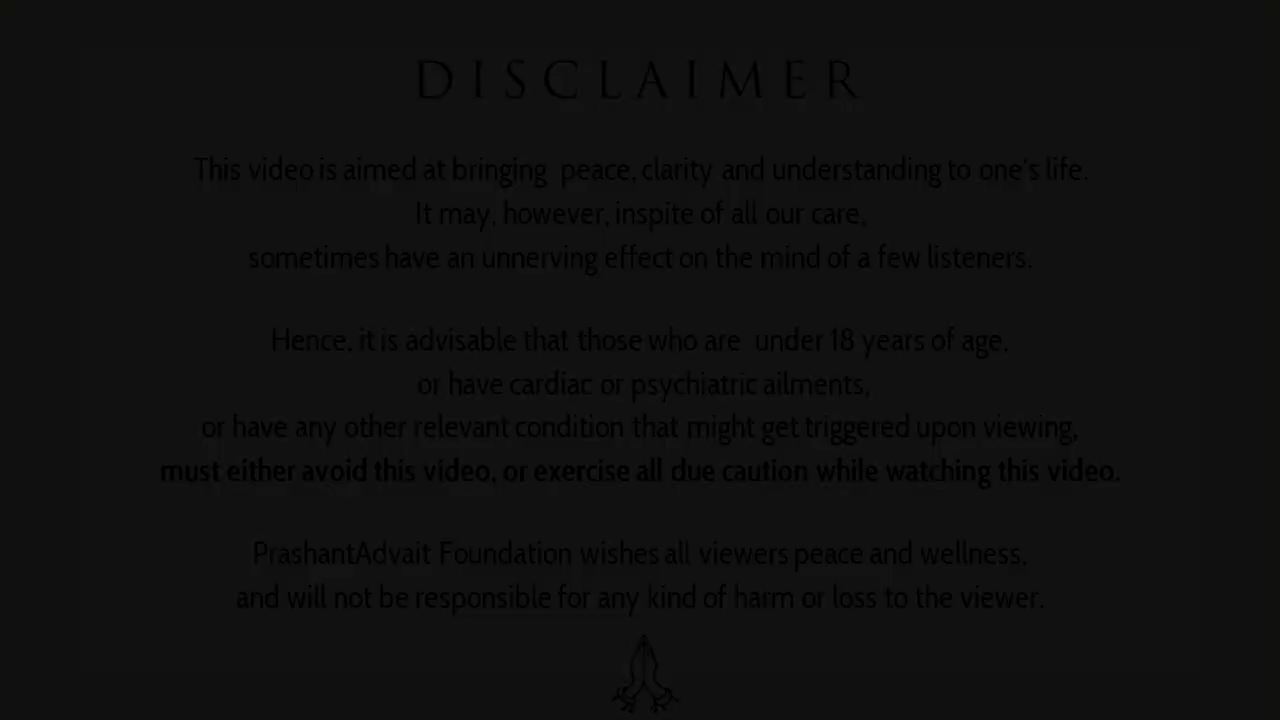 DISCLAIMER
This video is aimed at bringing peace, clarity and understanding to one's life.
It may, however, inspite of all our care,
sometimes have an unnerving effect on the mind of a few listeners.
Hence, it is advisable that those who are under 18 years of age,
or have cardiac or psychiatric ailments,
or have any other relevant condition that might get triggered upon viewing,
must either avoid this video, or exercise all due caution while watching this video.
PrashantAdvait Foundation wishes all viewers peace and wellness,
and will not be responsible for any kind of harm or loss to the viewer.